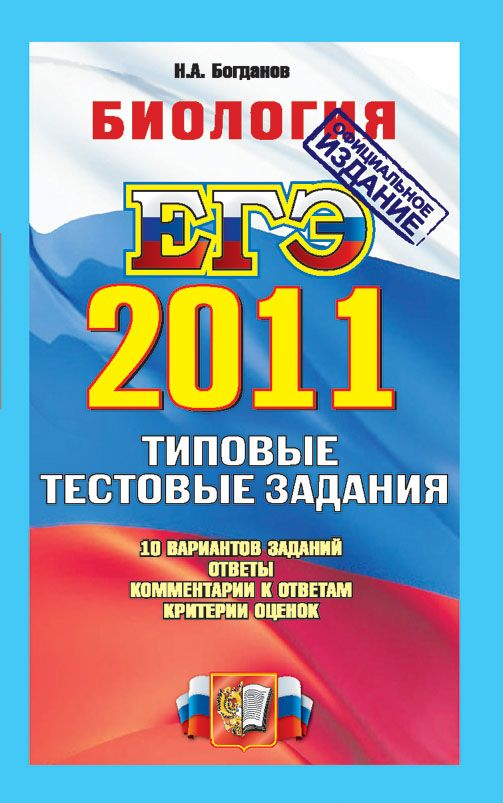 Н.А. Богданов
БИОЛОГИЯ
ОФИЦИАЛЬНОЕ
ИЗДАНИЕ
ЕГЭ
2011
ТИПОВЫЕ
ТЕСТОВЫЕ ЗАДАНИЯ
10 ВАРИАНТОВ ЗАДАНИЙ
ОТВЕТЫ
КОММЕНТАРИИ К ОТВЕТАМ
КРИТЕРИИ ОЦЕНОК